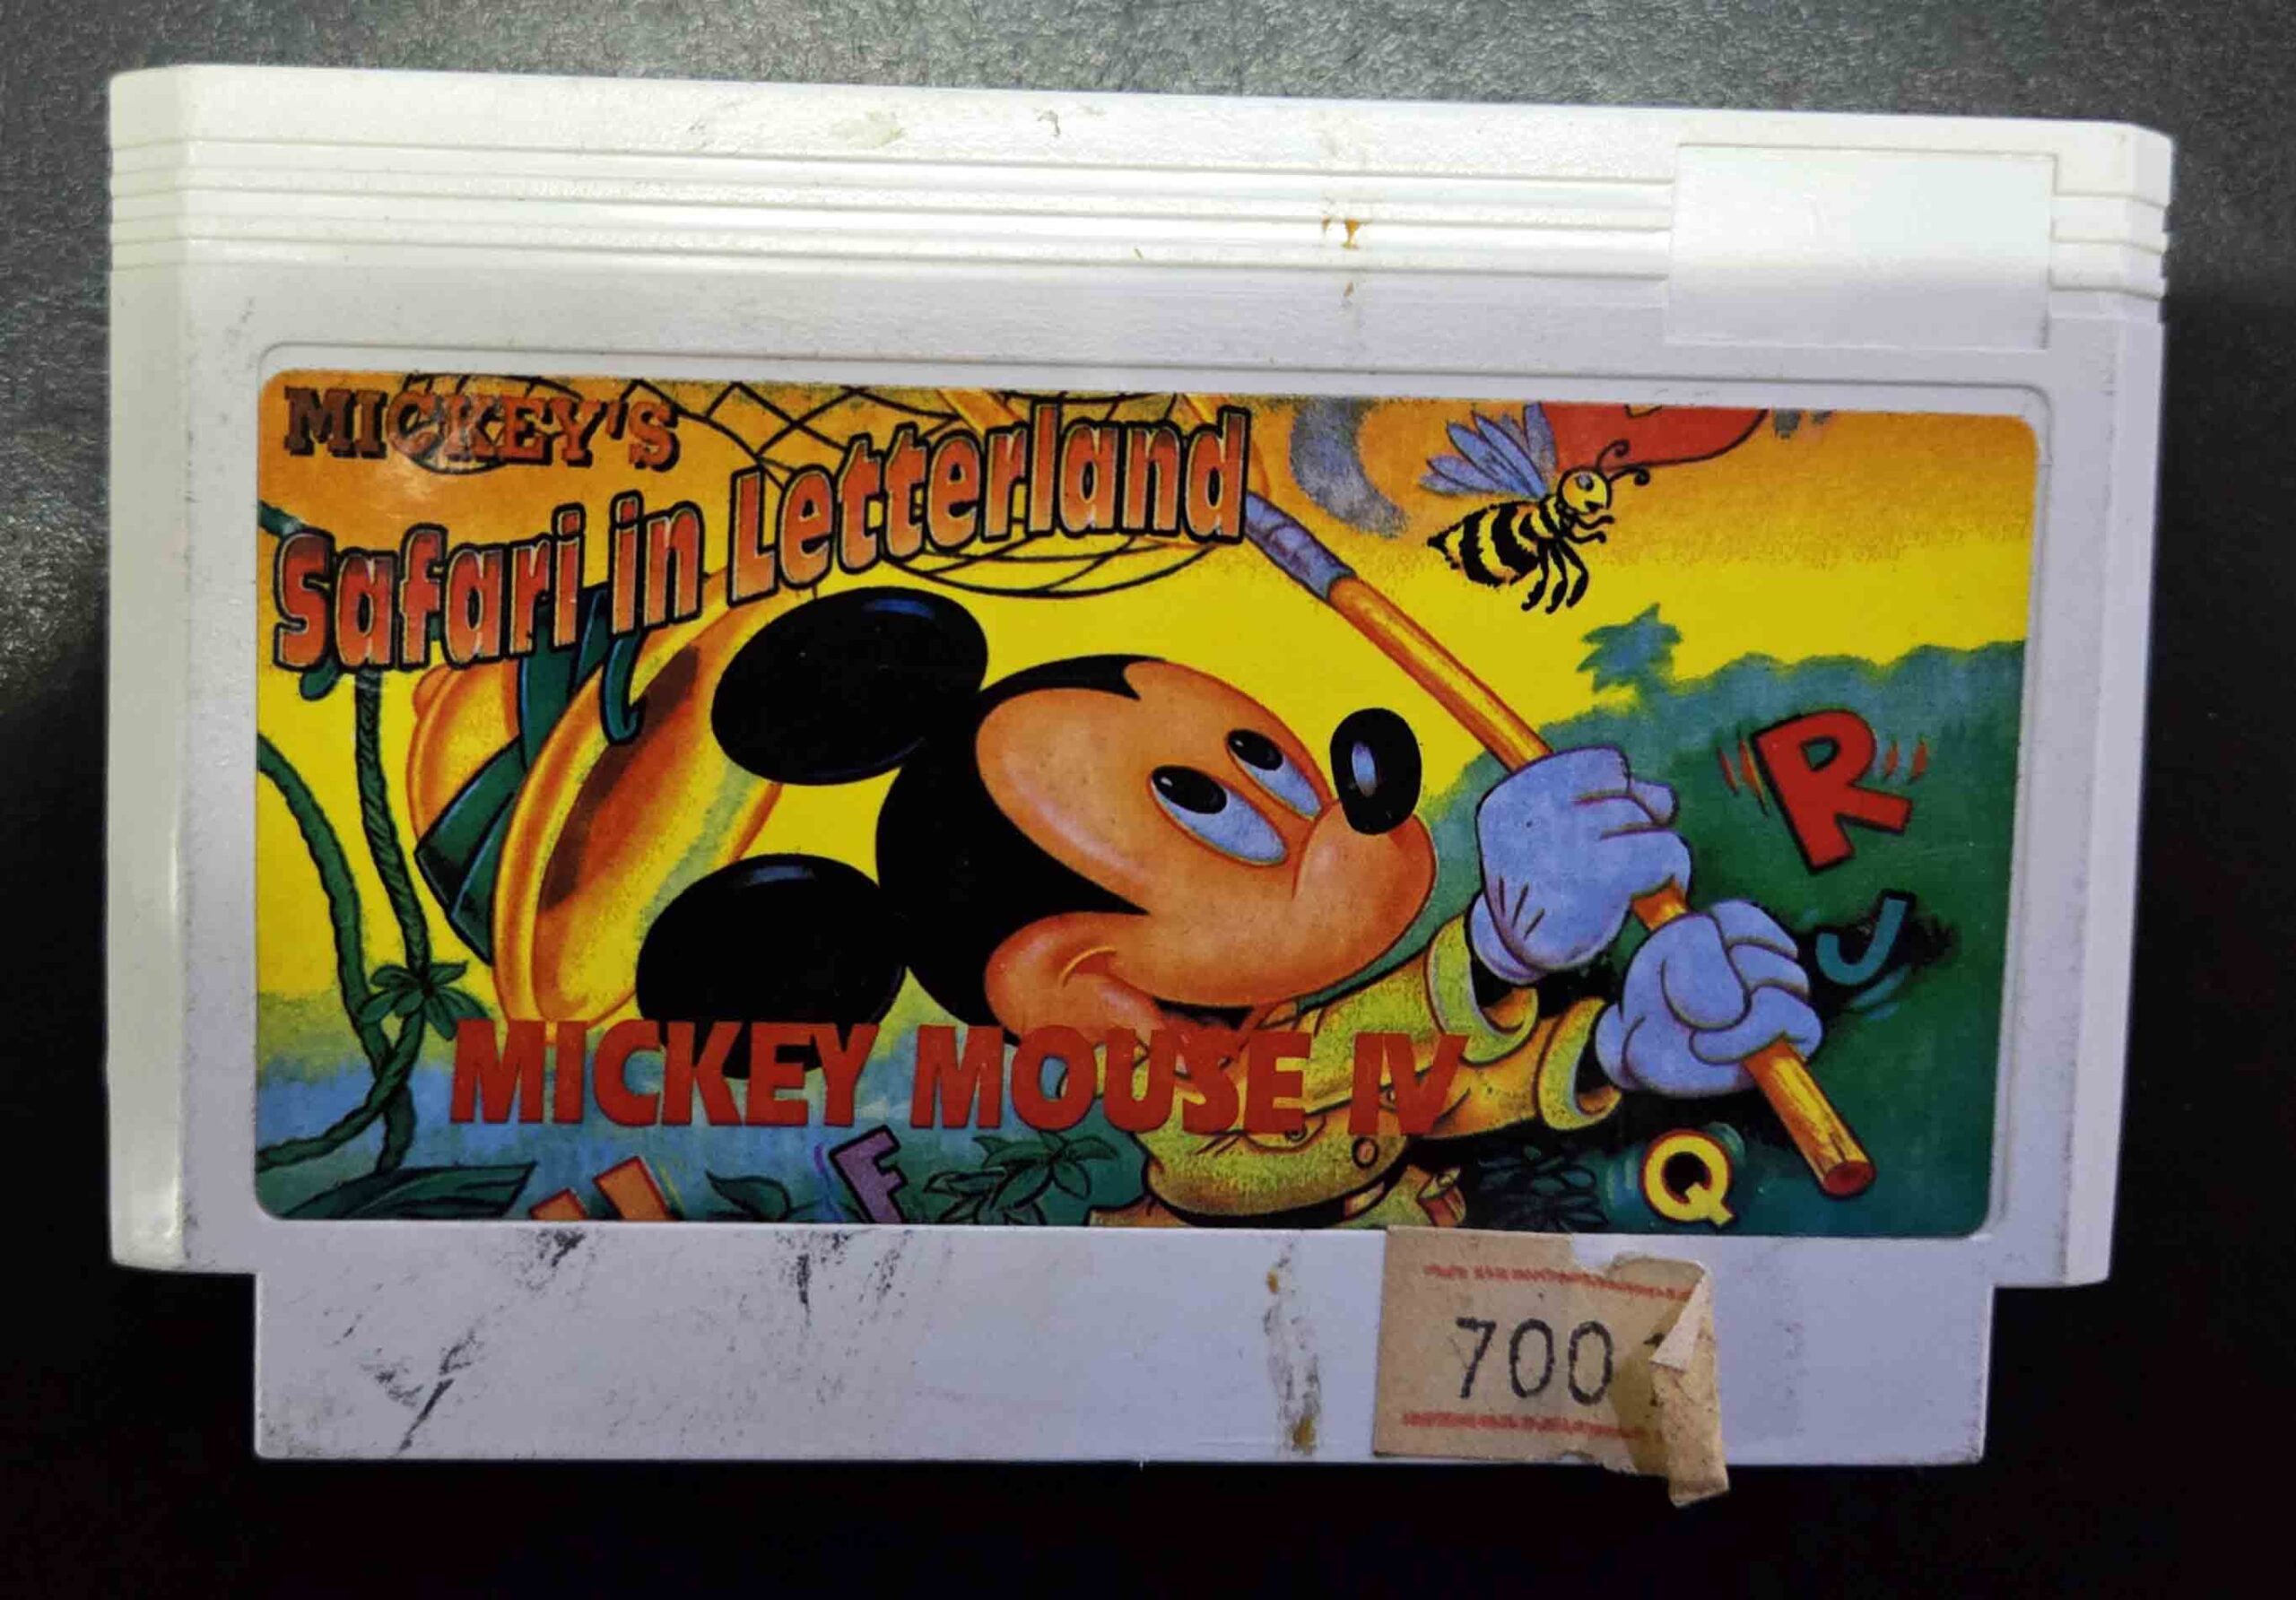 MICKEY'S
Safari in Letterland
R
J
MICKEY MOUSE IV
F
Q
700